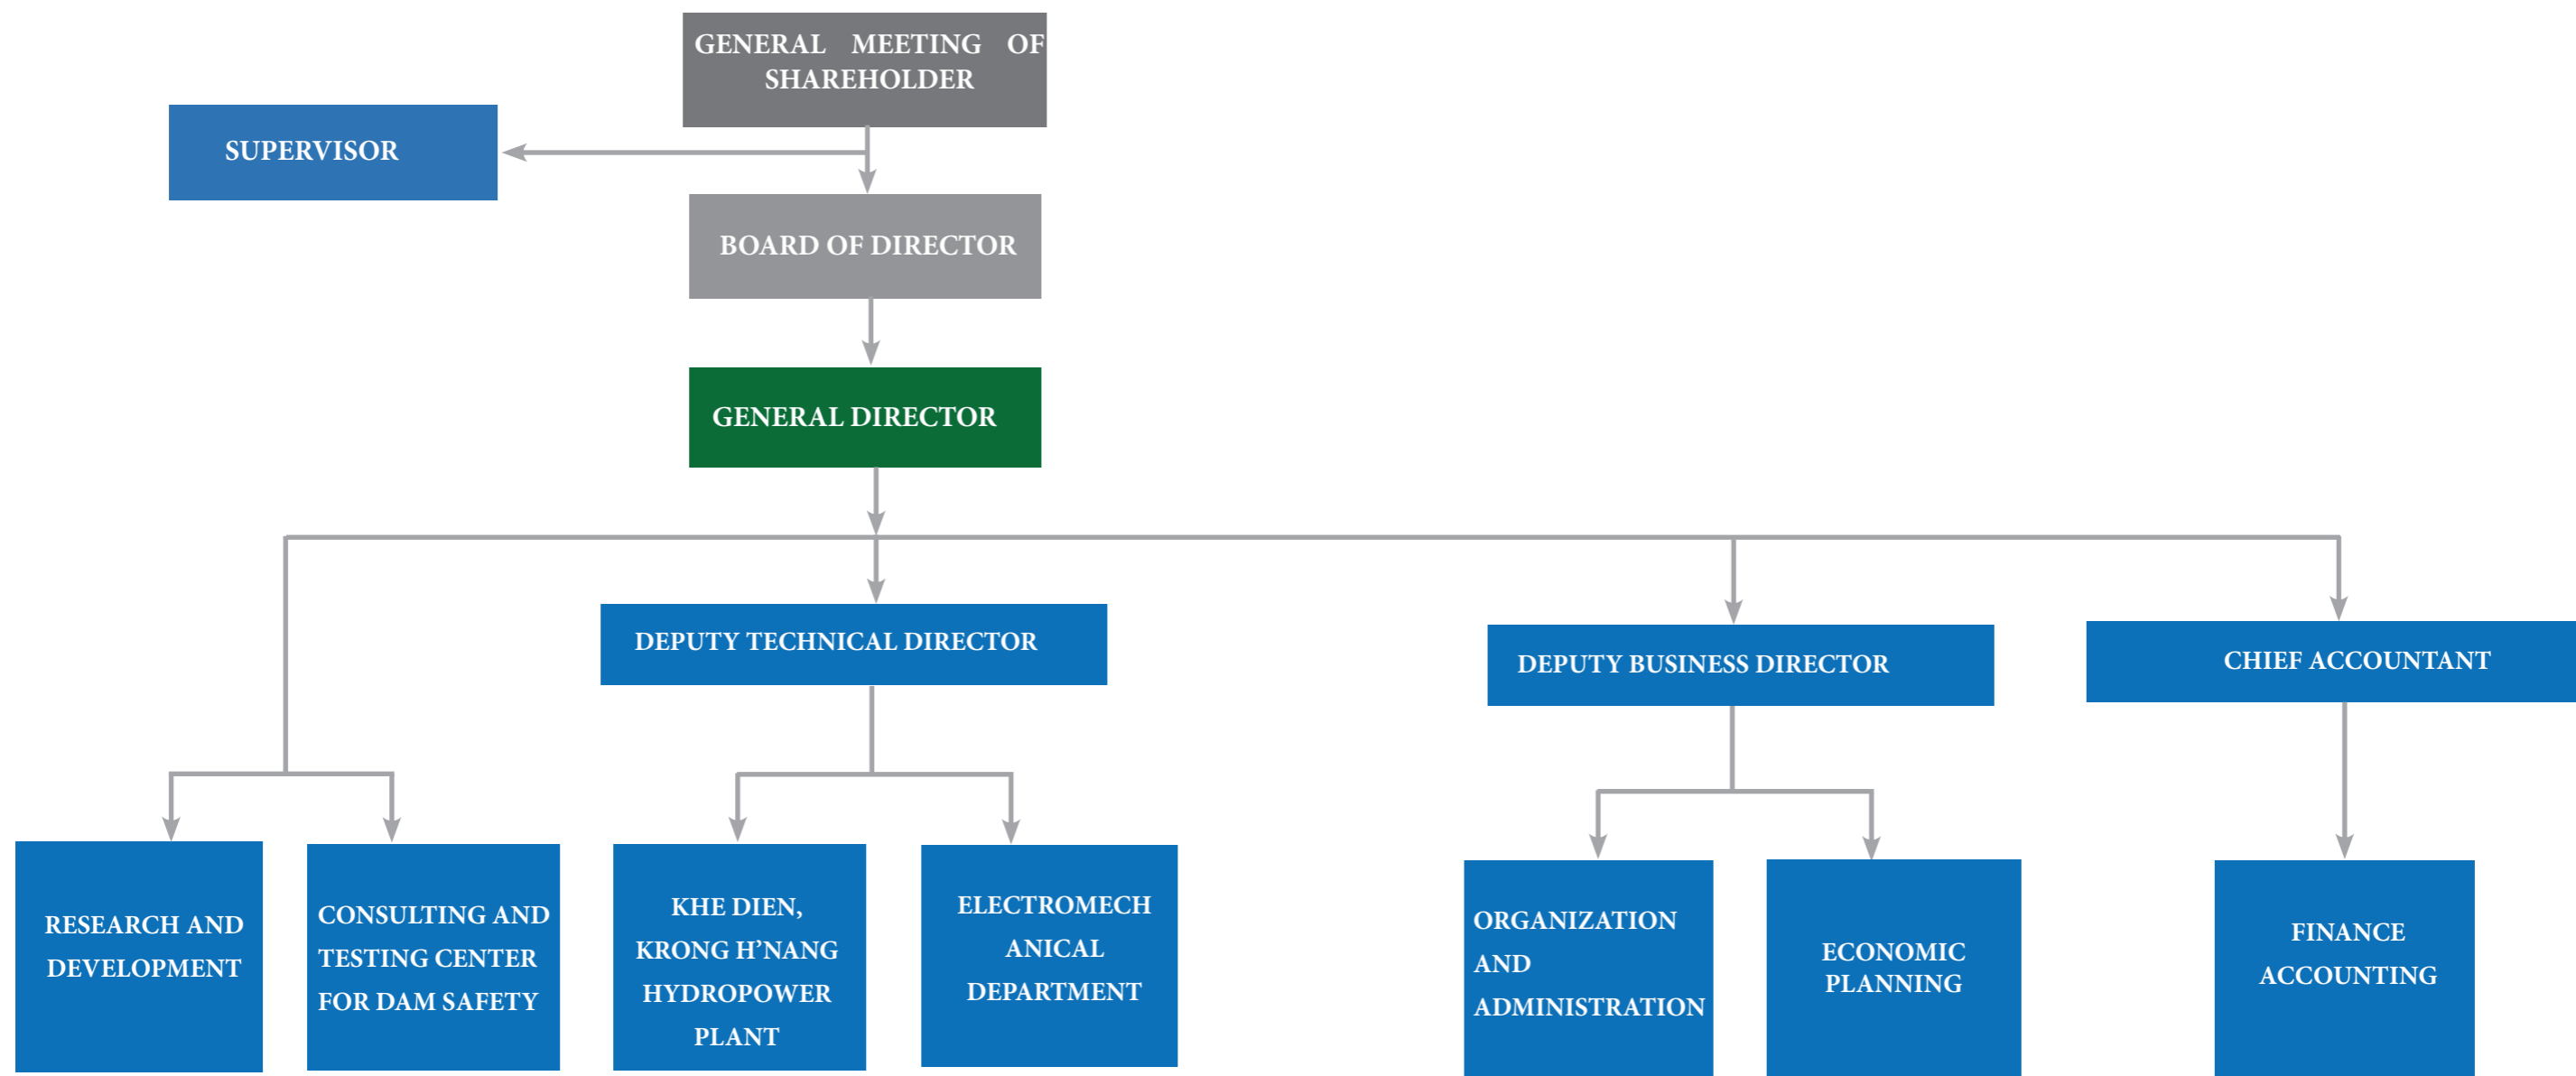 GENERAL MEETING OF
SHAREHOLDER
SUPERVISOR
BOARD OF DIRECTOR
GENERAL DIRECTOR
DEPUTY TECHNICAL DIRECTOR
DEPUTY BUSINESS DIRECTOR
CHIEF ACCOUNTANT
RESEARCH AND
DEVELOPMENT
CONSULTING AND
TESTING CENTER
FOR DAM SAFETY
KHE DIEN,
KRONG H’NANG
HYDROPOWER
PLANT
ELECTROMECH
ANICAL
DEPARTMENT
ORGANIZATION
AND
ADMINISTRATION
ECONOMIC
PLANNING
FINANCE
ACCOUNTING